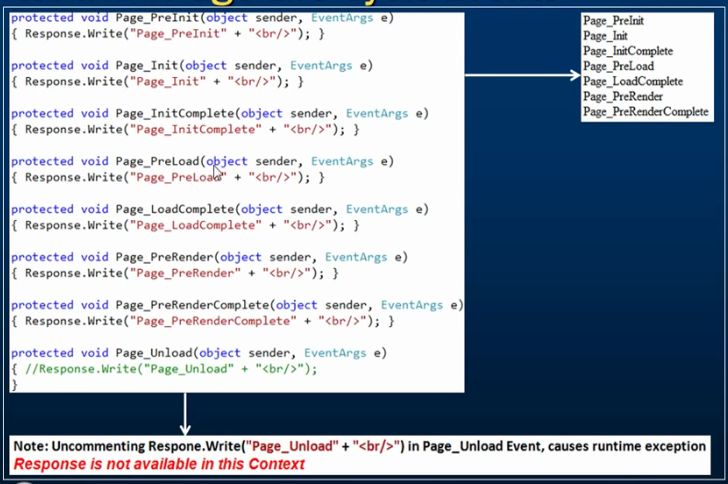 protected void Page_PreInit(object sender, EventArgs e)
{ Response.Write("Page_PreInit" + "<br/>"); }
protected void Page_Init(object sender, EventArgs e)
{ Response.Write("Page_Init" + "<br/>"); }
protected void Page_InitComplete(object sender, EventArgs e)
{ Response.Write("Page_InitComplete" + "<br/>"); }
protected void Page_PreLoad(object sender, EventArgs e)
{ Response.Write("Page_PreLoad" + "<br/>"); }
protected void Page_LoadComplete(object sender, EventArgs e)
{ Response.Write("Page_LoadComplete" + "<br/>"); }
protected void Page_PreRender(object sender, EventArgs e)
{ Response.Write("Page_PreRender" + "<br/>"); }
protected void Page_PreRenderComplete(object sender, EventArgs e)
{ Response.Write("Page_PreRenderComplete" + "<br/>"); }
protected void Page_Unload(object sender, EventArgs e)
{ //Response.Write("Page_Unload" + "<br/>");
}
Page_PreInit
Page_Init
Page_InitComplete
Page_PreLoad
Page_LoadComplete
Page_PreRender
Page_PreRenderComplete
Note: Uncommenting Respone.Write("Page_Unload" + "<br/>") in Page_Unload Event, causes runtime exception
Response is not available in this Context